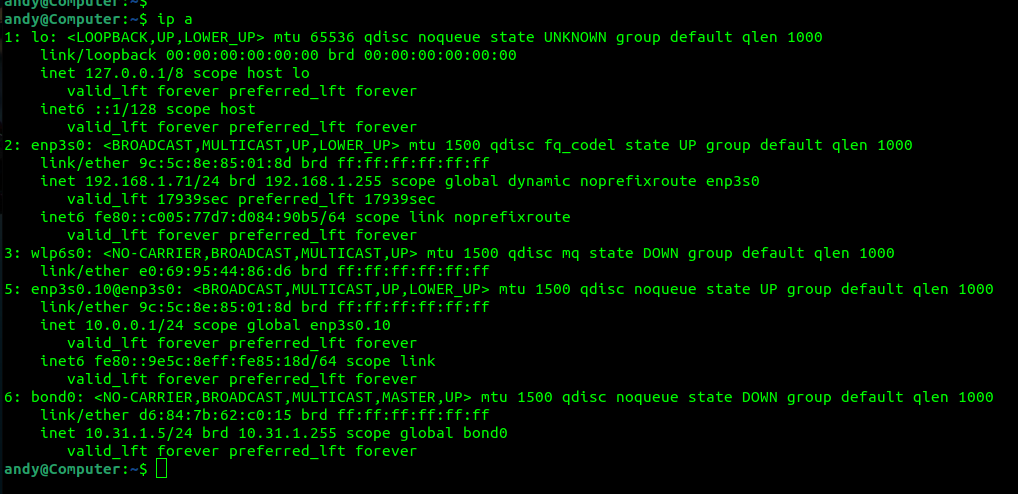 andy@Computer:~$
andy@Computer:~$ ip a
1: lo: <LOOPBACK,UP,LOWER_UP> mtu 65536 qdisc noqueue state UNKNOWN group default qlen 1000
    link/loopback 00:00:00:00:00:00 brd 00:00:00:00:00:00
    inet 127.0.0.1/8 scope host lo
       valid_lft forever preferred_lft forever
    inet6 ::1/128 scope host
       valid_lft forever preferred_lft forever
2: enp3s0: <BROADCAST,MULTICAST,UP,LOWER_UP> mtu 1500 qdisc fq_codel state UP group default qlen 1000
    link/ether 9c:5c:8e:85:01:8d brd ff:ff:ff:ff:ff:ff
    inet 192.168.1.71/24 brd 192.168.1.255 scope global dynamic noprefixroute enp3s0
       valid_lft 17939sec preferred_lft 17939sec
    inet6 fe80::c005:77d7:d084:90b5/64 scope link noprefixroute
       valid_lft forever preferred_lft forever
3: wlp6s0: <NO-CARRIER,BROADCAST,MULTICAST,UP> mtu 1500 qdisc mq state DOWN group default qlen 1000
    link/ether e0:69:95:44:86:d6 brd ff:ff:ff:ff:ff:ff
5: enp3s0.10@enp3s0: <BROADCAST,MULTICAST,UP,LOWER_UP> mtu 1500 qdisc noqueue state UP group default qlen 1000
    link/ether 9c:5c:8e:85:01:8d brd ff:ff:ff:ff:ff:ff
    inet 10.0.0.1/24 scope global enp3s0.10
       valid_lft forever preferred_lft forever
    inet6 fe80::9e5c:8eff:fe85:18d/64 scope link
       valid_lft forever preferred_lft forever
6: bond0: <NO-CARRIER,BROADCAST,MULTICAST,MASTER,UP> mtu 1500 qdisc noqueue state DOWN group default qlen 1000
    link/ether d6:84:7b:62:c0:15 brd ff:ff:ff:ff:ff:ff
    inet 10.31.1.5/24 brd 10.31.1.255 scope global bond0
       valid_lft forever preferred_lft forever
andy@Computer:~$